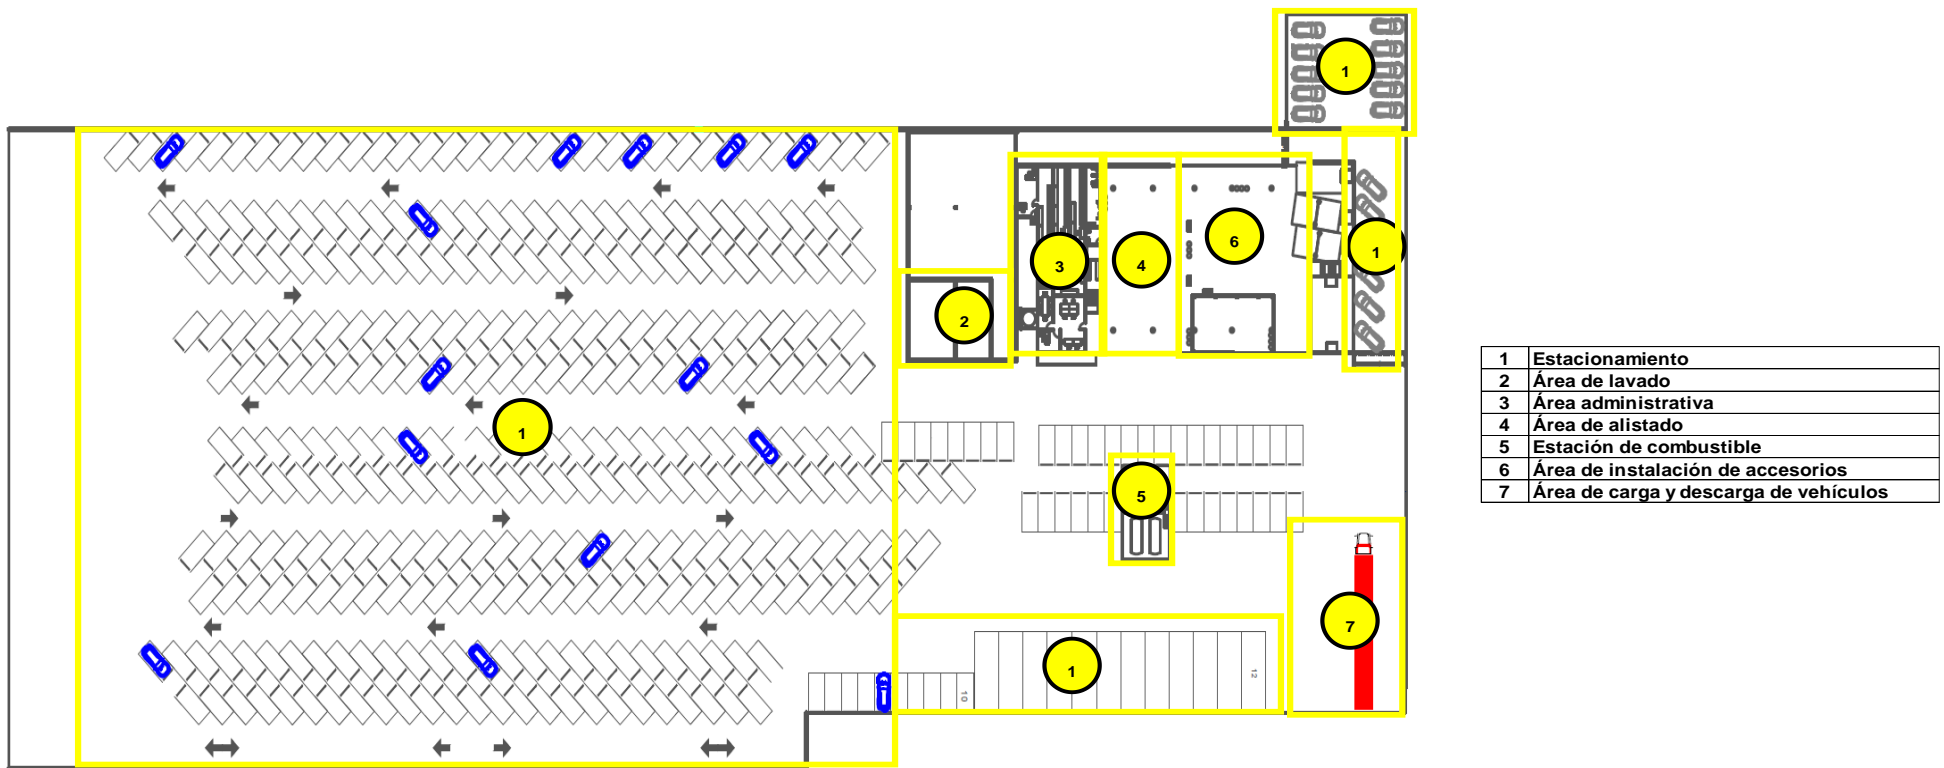 1
1
6
4
3
2
1
5
7
1
10
12
1 Estacionamiento
2 Área de lavado
3 Área administrativa
4 Área de alistado
5 Estación de combustible
6 Área de instalación de accesorios
7 Área de carga y descarga de vehículos